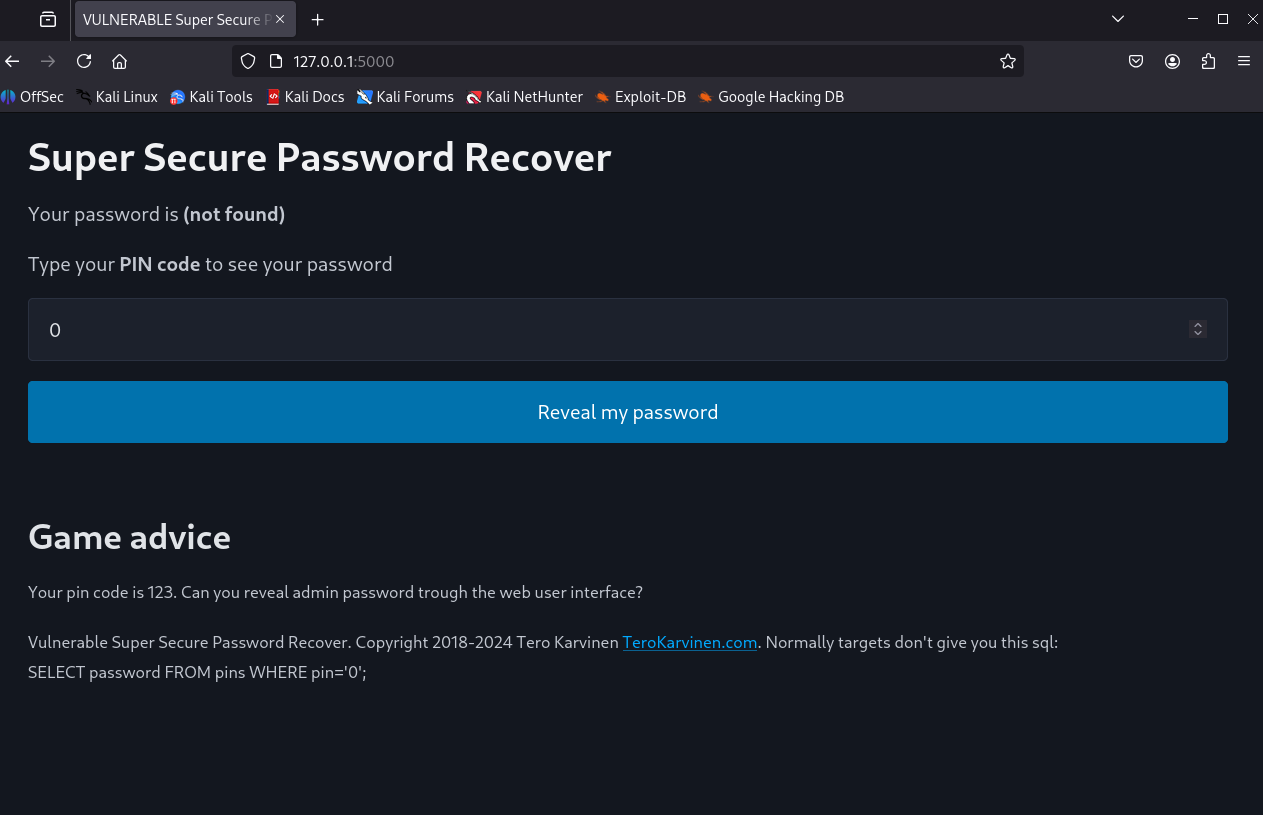 VULNERABLE Super Secure P
127.0.0.1:5000
OffSec Kali Linux Kali Tools Kali Docs Kali Forums Kali NetHunter Exploit-DB Google Hacking DB
Super Secure Password Recover
Your password is (not found)
Type your PIN code to see your password
0
Reveal my password
Game advice
Your pin code is 123. Can you reveal admin password trough the web user interface?
Vulnerable Super Secure Password Recover. Copyright 2018-2024 Tero Karvinen TeroKarvinen.com. Normally targets don't give you this sql:
SELECT password FROM pins WHERE pin='0';